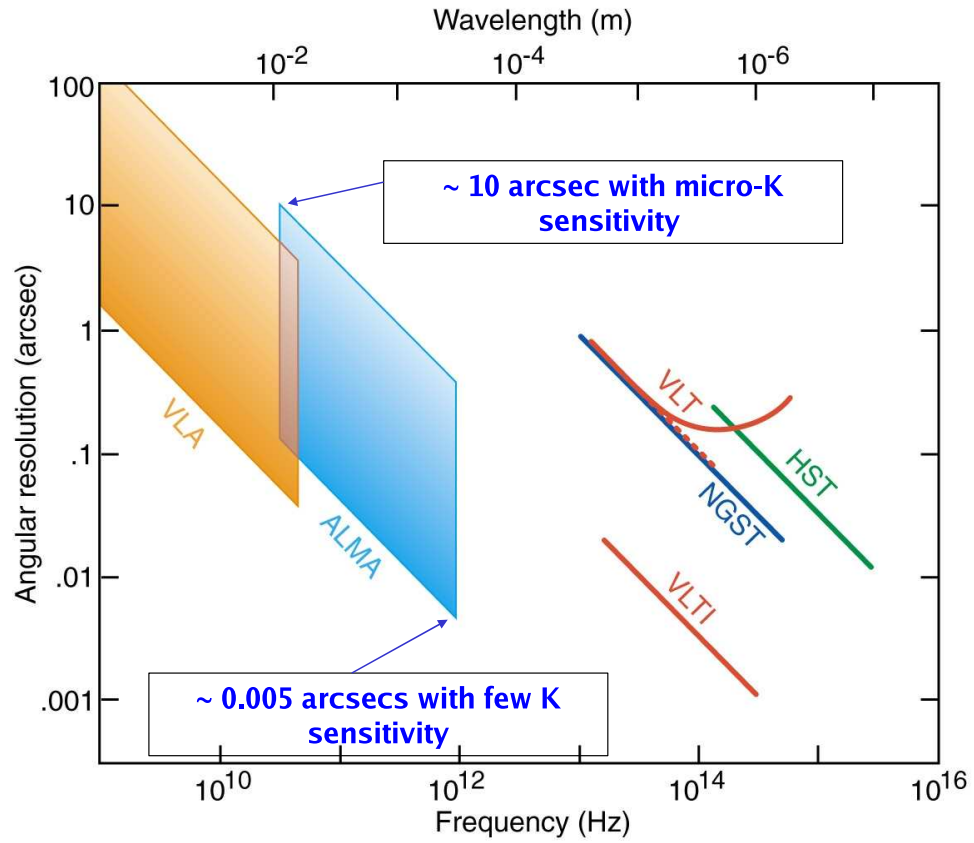 Wavelength (m)
10^-2 10^-4 10^-6
100
10
1
.1
.01
.001
Angular resolution (arcsec)
~ 10 arcsec with micro-K
sensitivity
VLA
ALMA
VLT
HST
NGST
VLTI
~ 0.005 arcsecs with few K
sensitivity
10^10 10^12 10^14 10^16
Frequency (Hz)